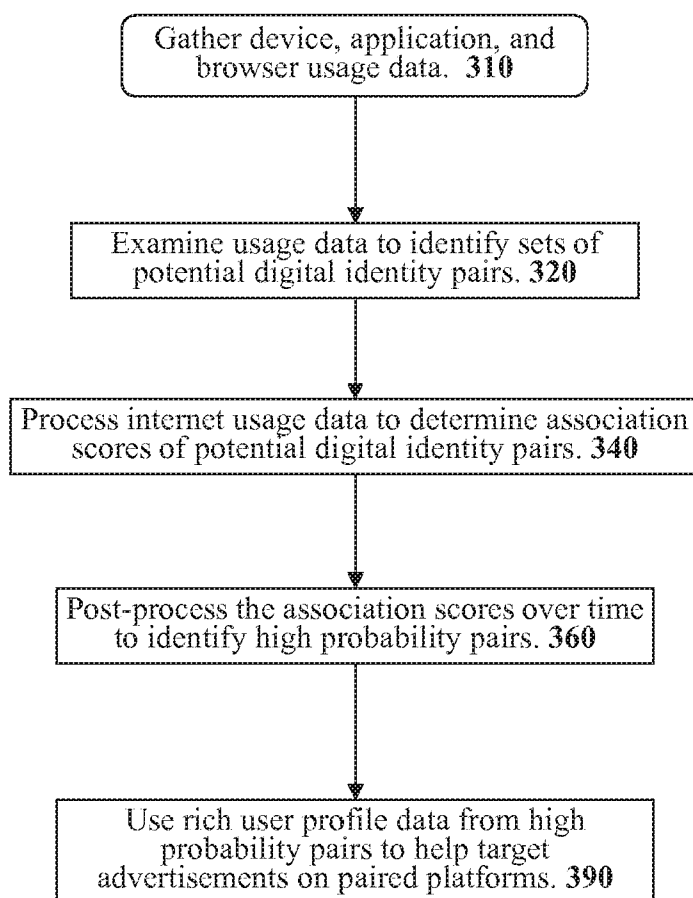 Gather device, application, and
browser usage data. 310
Examine usage data to identify sets of
potential digital identity pairs. 320
Process internet usage data to determine association
scores of potential digital identity pairs. 340
Post-process the association scores over time
to identify high probability pairs. 360
Use rich user profile data from high
probability pairs to help target
advertisements on paired platforms. 390